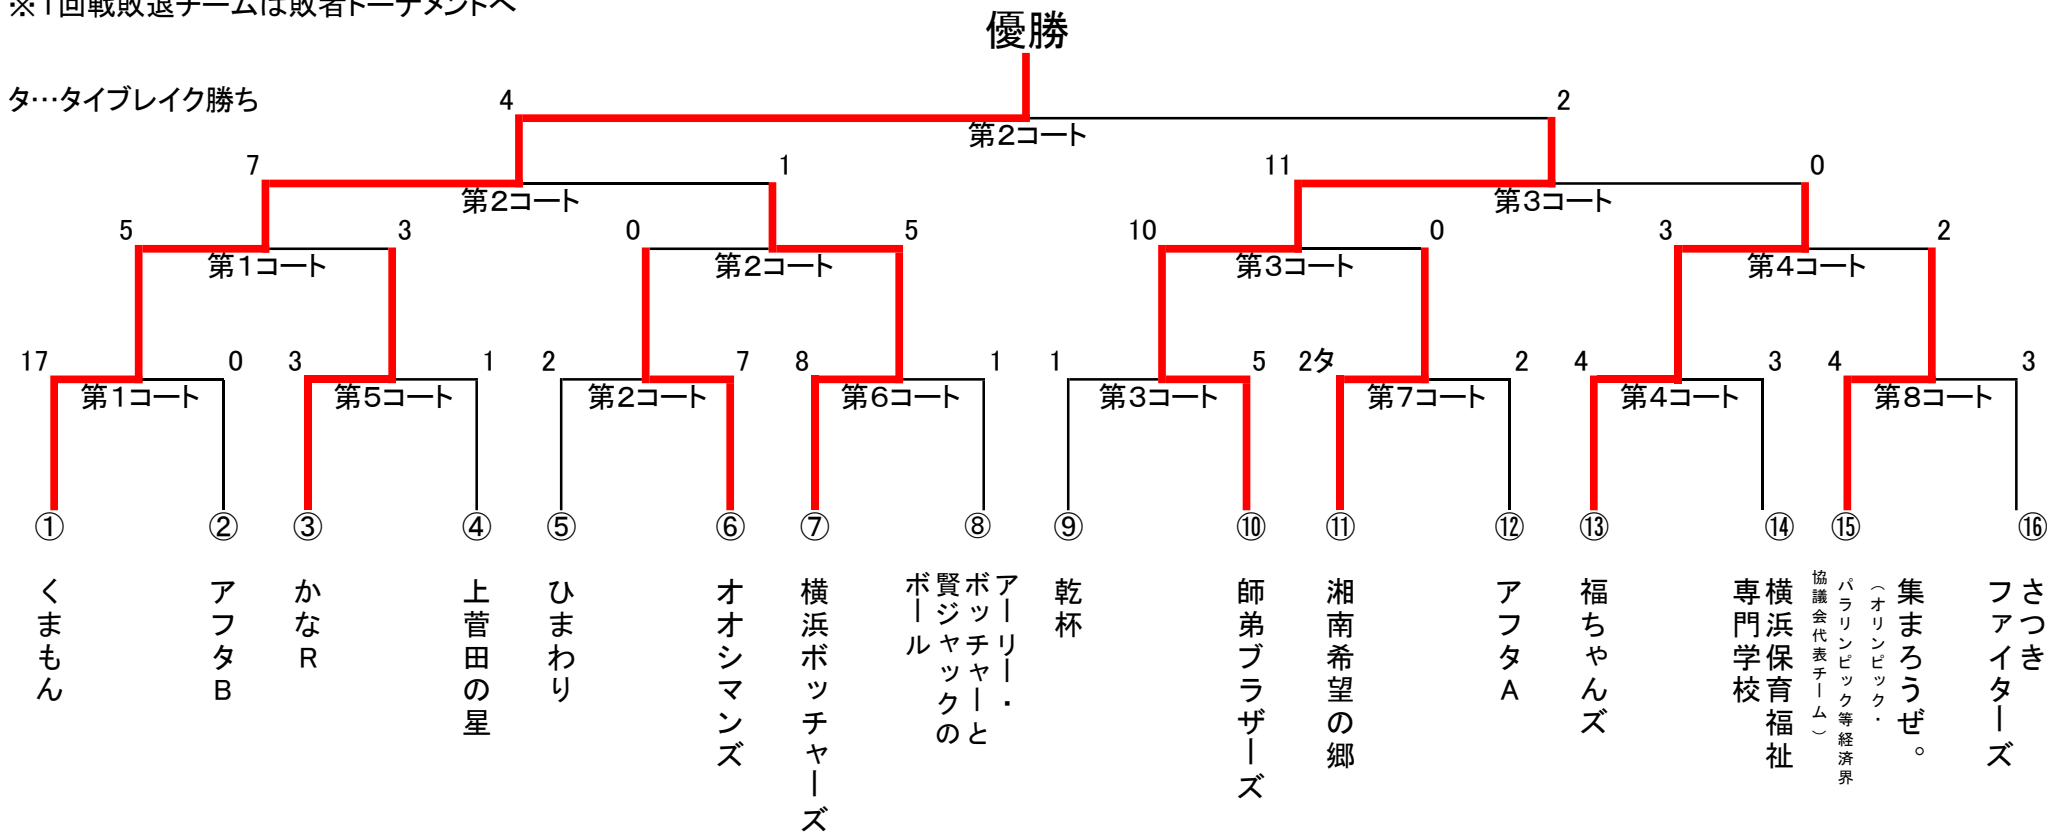 ※1回戦敗退チームは敗者トーナメントへ
優勝
タ…タイブレイク勝ち
4
2
第2コート
7
1
11
0
第2コート
第3コート
5
3
0
5
10
0
3
2
第1コート
第2コート
第3コート
第4コート
17
0
3
1
2
7
8
1
1
5
2タ
2
4
3
4
3
第1コート
第5コート
第2コート
第6コート
第3コート
第7コート
第4コート
第8コート
①
②
③
④
⑤
⑥
⑦
⑧
⑨
⑩
⑪
⑫
⑬
⑭
⑮
⑯
くまもん
アフタB
かなR
上菅田の星
ひまわり
オオシマンズ
横浜ボッチャーズ
アーリー・
ボッチャーと
賢ジャックの
ボール
乾杯
師弟ブラザーズ
湘南希望の郷
アフタA
福ちゃんズ
横浜保育福祉
専門学校
集まろうぜ。
（オリンピック・
パラリンピック等経済界
協議会代表チーム）
さつき
ファイターズ